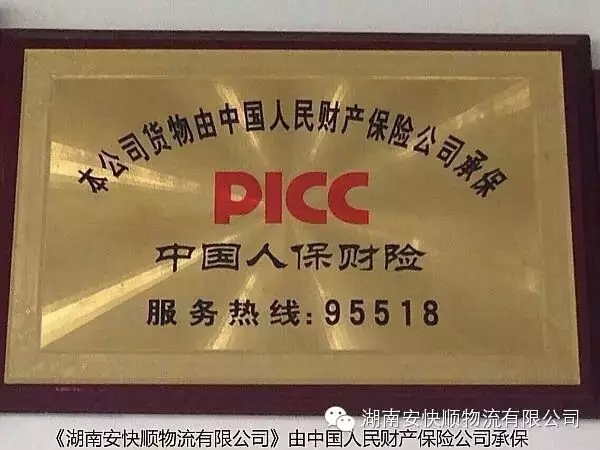 本公司货物由中国人民财产保险公司承保
PICC
中国人保财险
服务热线:95518
湖南安快顺物流有限公司
《湖南安快顺物流有限公司》由中国人民财产保险公司承保